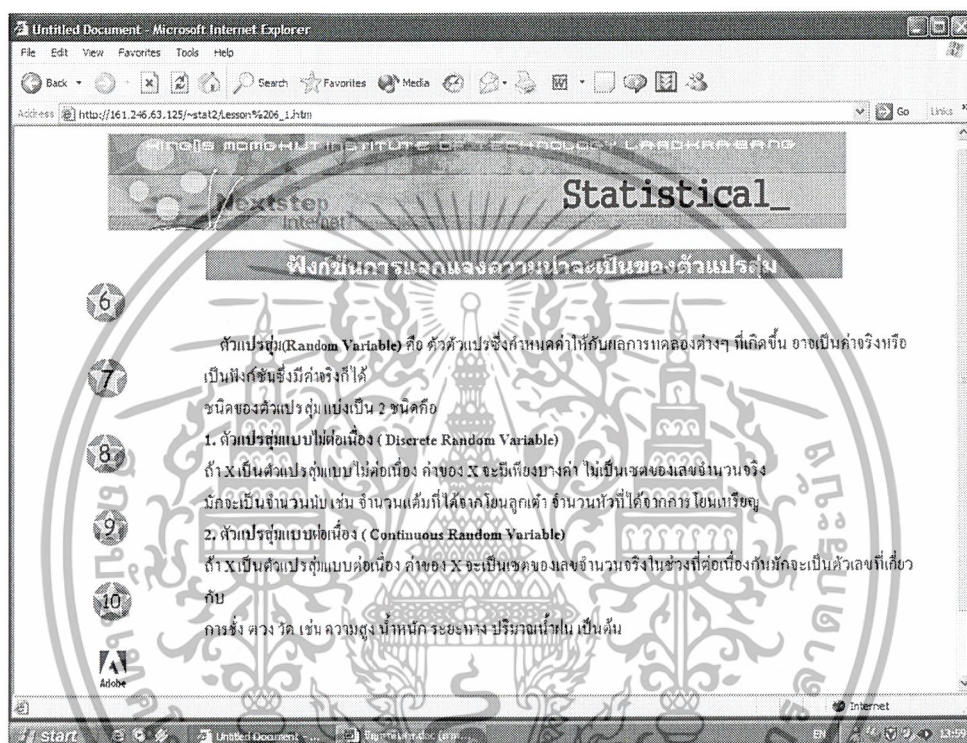 Untitled Document - Microsoft Internet Explorer
File Edit View Favorites Tools Help
Back Search Favorites Media
Address http://161.246.63.125/~stat2/Lesson%206_1.htm Go Links
KING'S MOMGKUT INSTITUTE OF TECHNOLOGY LARDKRABANG
Nextstep
Internet
Statistical_
ฟังก์ชันการแจกแจงความน่าจะเป็นของตัวแปรสุ่ม
6
ตัวแปรสุ่ม(Random Variable) คือ ตัวตัวแปรซึ่งกำหนดค่าให้กับผลการทดลองต่างๆ ที่เกิดขึ้น อาจเป็นค่าจริงหรือ
7
เป็นฟังก์ชันซึ่งมีค่าจริงก็ได้
ชนิดของตัวแปรสุ่ม แบ่งเป็น 2 ชนิดคือ
1. ตัวแปรสุ่มแบบไม่ต่อเนื่อง ( Discrete Random Variable)
8
ถ้า X เป็นตัวแปรสุ่มแบบไม่ต่อเนื่อง ค่าของ X จะมีเพียงบางค่า ไม่เป็นเซตของเลขจำนวนจริง
มักจะเป็นจำนวนนับ เช่น จำนวนแต้มที่ได้จากโยนลูกเต๋า จำนวนหัวที่ได้จากการโยนเหรียญ
9
2. ตัวแปรสุ่มแบบต่อเนื่อง ( Continuous Random Variable)
ถ้า X เป็นตัวแปรสุ่มแบบต่อเนื่อง ค่าของ X จะเป็นเซตของเลขจำนวนจริงในช่วงที่ต่อเนื่องกันมักจะเป็นตัวเลขที่เกี่ยว
กับ
10
การชั่ง ตวง วัด เช่น ความสูง น้ำหนัก ระยะทาง ปริมาณน้ำฝน เป็นต้น
Adobe
Internet
start Untitled Document - ... EN 13:59